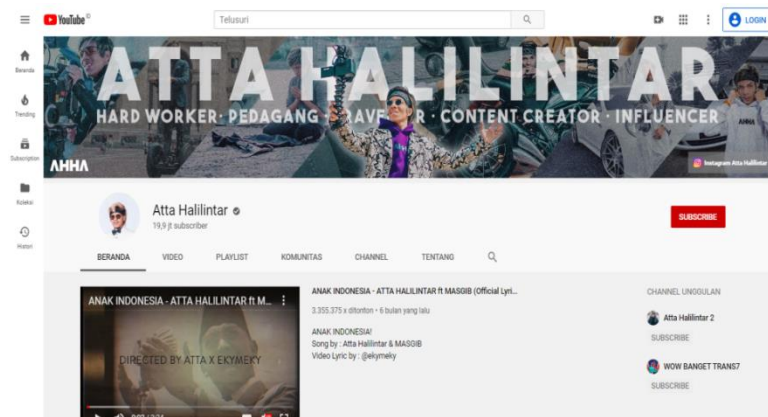 YouTube ID
Telusuri
LOGIN
Beranda
Trending
Subscription
Koleksi
Histori
ATTA HALILINTAR
HARD WORKER · PEDAGANG · R · CONTENT CREATOR · INFLUENCER
AHHA
AHHA
Instagram Atta Halilintar
Atta Halilintar
19,9 jt subscriber
SUBSCRIBE
BERANDA VIDEO PLAYLIST KOMUNITAS CHANNEL TENTANG
ANAK INDONESIA - ATTA HALILINTAR ft M...
DIRECTED BY ATTA X EKYMEKY
ANAK INDONESIA - ATTA HALILINTAR ft MASGIB (Official Lyri...
3.355.375 x ditonton • 6 bulan yang lalu
ANAK INDONESIA!
Song by : Atta Halilintar & MASGIB
Video Lyric by : @ekymeky
CHANNEL UNGGULAN
Atta Halilintar 2
SUBSCRIBE
WOW BANGET TRANS7
SUBSCRIBE